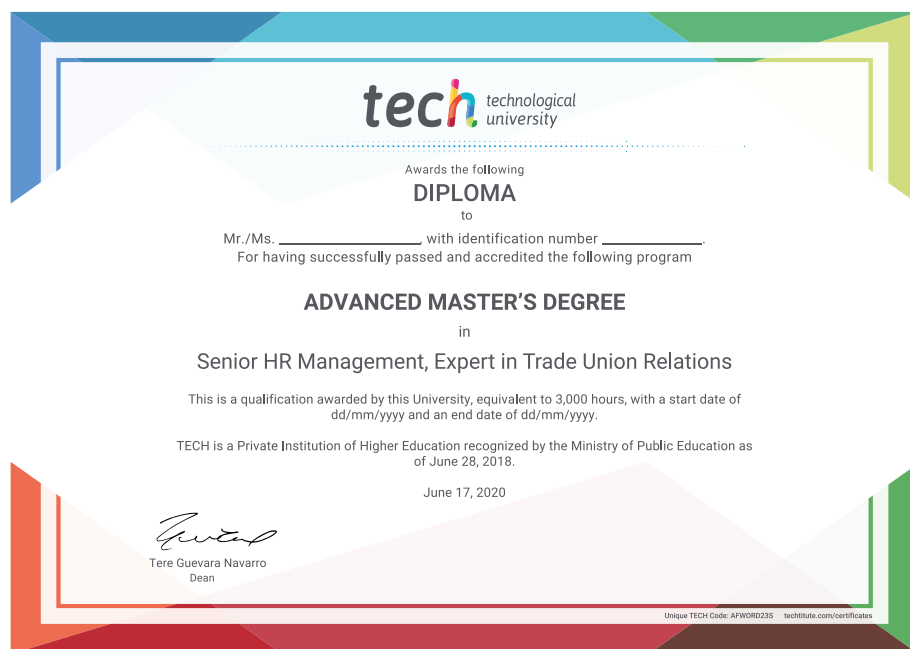 tech technological
university
Awards the following
DIPLOMA
to
Mr./Ms. ____________________, with identification number ______________.
For having successfully passed and accredited the following program
ADVANCED MASTER’S DEGREE
in
Senior HR Management, Expert in Trade Union Relations
This is a qualification awarded by this University, equivalent to 3,000 hours, with a start date of
dd/mm/yyyy and an end date of dd/mm/yyyy.
TECH is a Private Institution of Higher Education recognized by the Ministry of Public Education as
of June 28, 2018.
June 17, 2020
Tere Guevara Navarro
Dean
Unique TECH Code: AFWORD23S techtitute.com/certificates